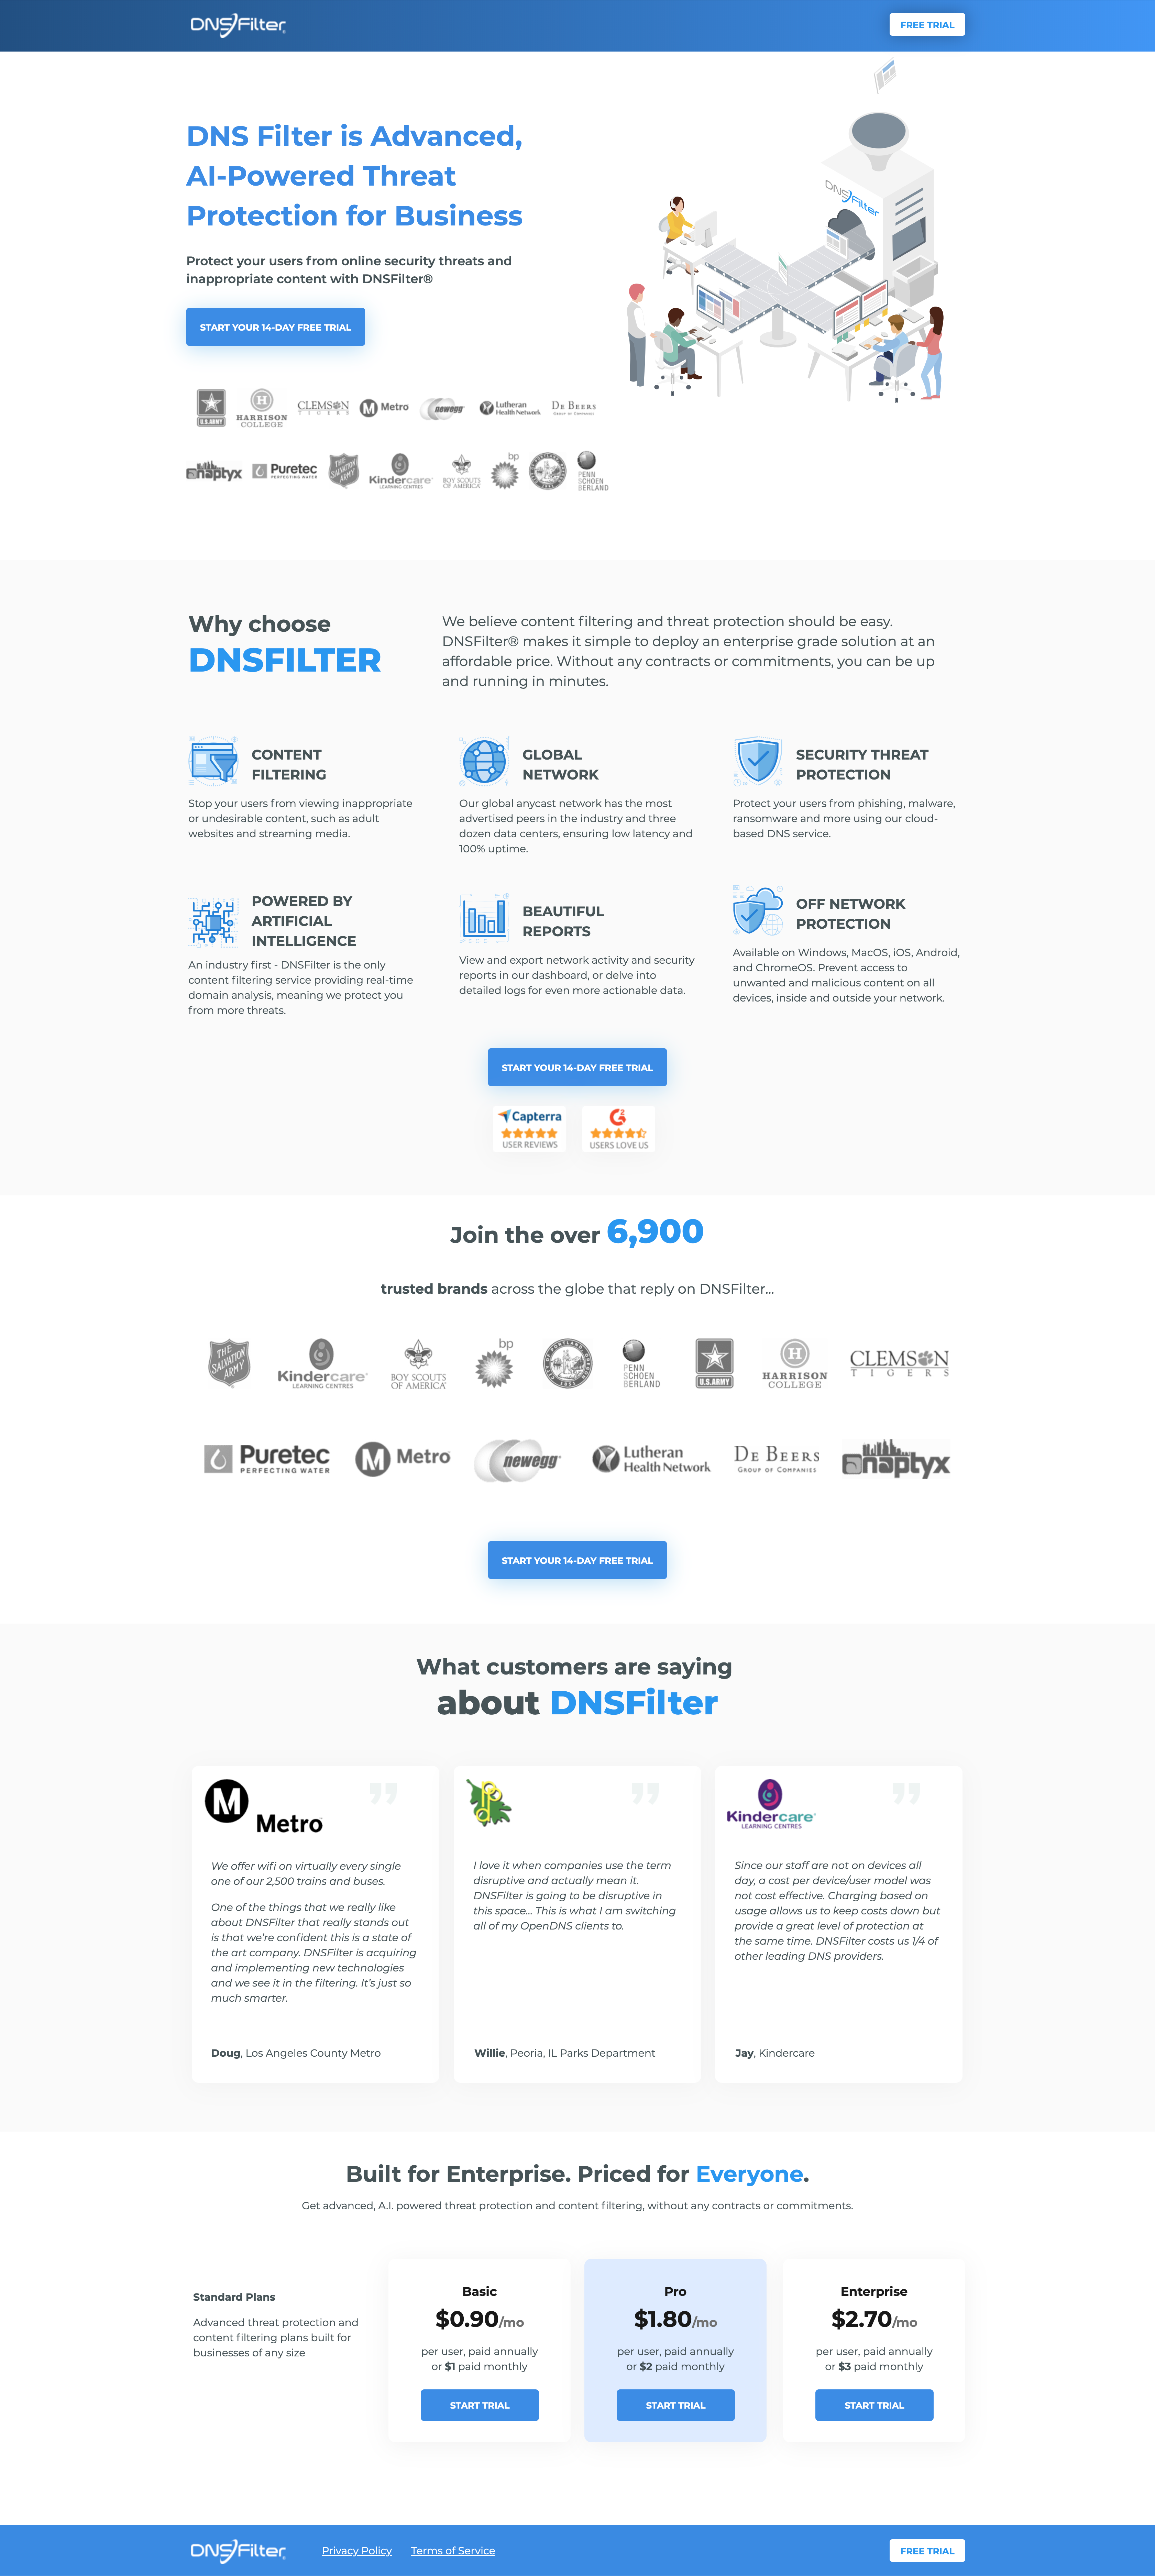 DNSFilter
FREE TRIAL
DNS Filter is Advanced,
AI-Powered Threat
Protection for Business
Protect your users from online security threats and
inappropriate content with DNSFilter®
START YOUR 14-DAY FREE TRIAL
DNSFilter
U.S.ARMY
H
HARRISON
COLLEGE
CLEMSON
TIGERS
M Metro
newegg
Lutheran
Health Network
DE BEERS
GROUP OF COMPANIES
snaptyx
Puretec
PERFECTING WATER
THE
SALVATION
ARMY
Kindercare
LEARNING CENTRES
BOY SCOUTS
OF AMERICA
bp
PENN
SCHOEN
BERLAND
Why choose
DNSFILTER
We believe content filtering and threat protection should be easy.
DNSFilter® makes it simple to deploy an enterprise grade solution at an
affordable price. Without any contracts or commitments, you can be up
and running in minutes.
CONTENT
FILTERING
Stop your users from viewing inappropriate
or undesirable content, such as adult
websites and streaming media.
GLOBAL
NETWORK
Our global anycast network has the most
advertised peers in the industry and three
dozen data centers, ensuring low latency and
100% uptime.
SECURITY THREAT
PROTECTION
Protect your users from phishing, malware,
ransomware and more using our cloud-
based DNS service.
POWERED BY
ARTIFICIAL
INTELLIGENCE
An industry first - DNSFilter is the only
content filtering service providing real-time
domain analysis, meaning we protect you
from more threats.
BEAUTIFUL
REPORTS
View and export network activity and security
reports in our dashboard, or delve into
detailed logs for even more actionable data.
OFF NETWORK
PROTECTION
Available on Windows, MacOS, iOS, Android,
and ChromeOS. Prevent access to
unwanted and malicious content on all
devices, inside and outside your network.
START YOUR 14-DAY FREE TRIAL
Capterra
USER REVIEWS
G2
USERS LOVE US
Join the over 6,900
trusted brands across the globe that reply on DNSFilter...
THE
SALVATION
ARMY
Kindercare
LEARNING CENTRES
BOY SCOUTS
OF AMERICA
bp
PENN
SCHOEN
BERLAND
U.S.ARMY
H
HARRISON
COLLEGE
CLEMSON
TIGERS
Puretec
PERFECTING WATER
M Metro
newegg
Lutheran
Health Network
DE BEERS
GROUP OF COMPANIES
snaptyx
START YOUR 14-DAY FREE TRIAL
What customers are saying
about DNSFilter
M Metro
”
We offer wifi on virtually every single
one of our 2,500 trains and buses.
One of the things that we really like
about DNSFilter that really stands out
is that we’re confident this is a state of
the art company. DNSFilter is acquiring
and implementing new technologies
and we see it in the filtering. It’s just so
much smarter.
Doug, Los Angeles County Metro
ppd
”
I love it when companies use the term
disruptive and actually mean it.
DNSFilter is going to be disruptive in
this space... This is what I am switching
all of my OpenDNS clients to.
Willie, Peoria, IL Parks Department
Kindercare
LEARNING CENTRES
”
Since our staff are not on devices all
day, a cost per device/user model was
not cost effective. Charging based on
usage allows us to keep costs down but
provide a great level of protection at
the same time. DNSFilter costs us 1/4 of
other leading DNS providers.
Jay, Kindercare
Built for Enterprise. Priced for Everyone.
Get advanced, A.I. powered threat protection and content filtering, without any contracts or commitments.
Standard Plans
Advanced threat protection and
content filtering plans built for
businesses of any size
Basic
$0.90/mo
per user, paid annually
or $1 paid monthly
START TRIAL
Pro
$1.80/mo
per user, paid annually
or $2 paid monthly
START TRIAL
Enterprise
$2.70/mo
per user, paid annually
or $3 paid monthly
START TRIAL
DNSFilter
Privacy Policy
Terms of Service
FREE TRIAL